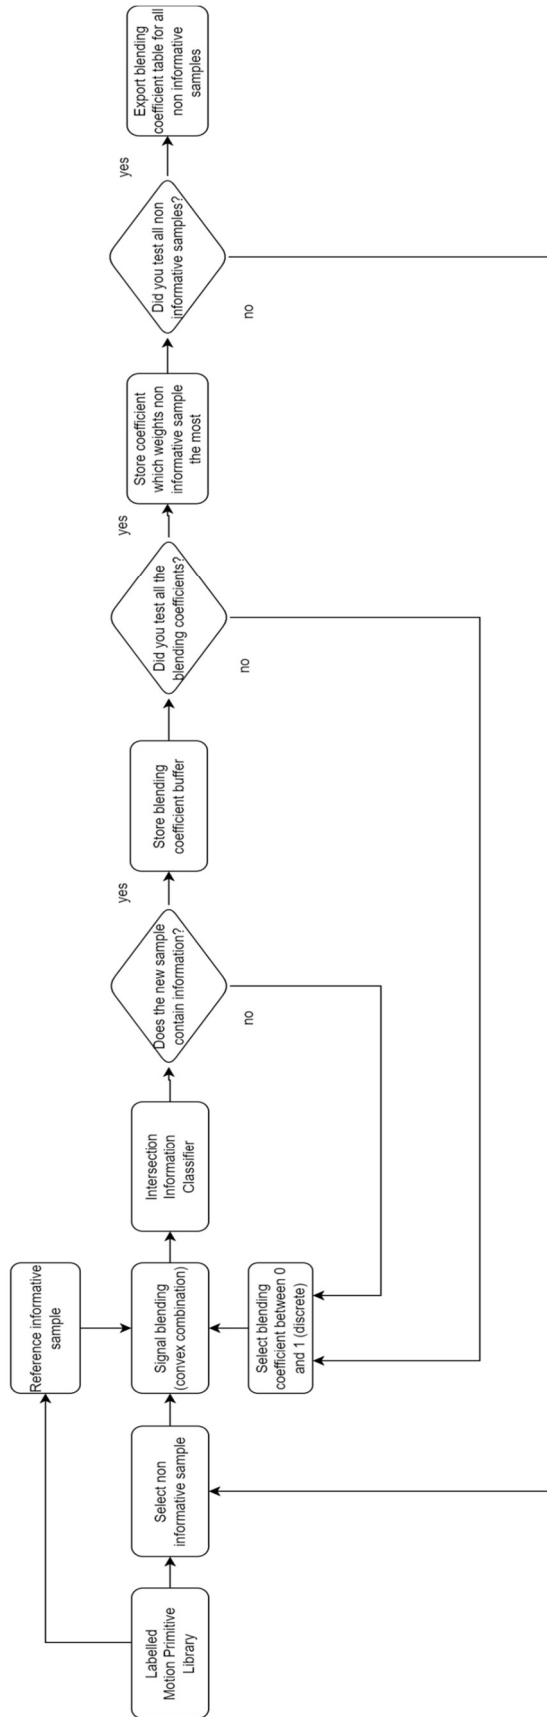 Labelled
Motion Primitive
Library
Select non
informative sample
Reference informative
sample
Signal blending
(convex combination)
Select blending
coefficient between 0
and 1 (discrete)
Intersection
Information
Classifier
Does the new sample
contain information?
yes
no
Store blending
coefficient buffer
Did you test all the
blending coefficients?
yes
no
Store coefficient
which weights non
informative sample
the most
Did you test all non
informative samples?
yes
no
Export blending
coefficient table for all
non informative
samples